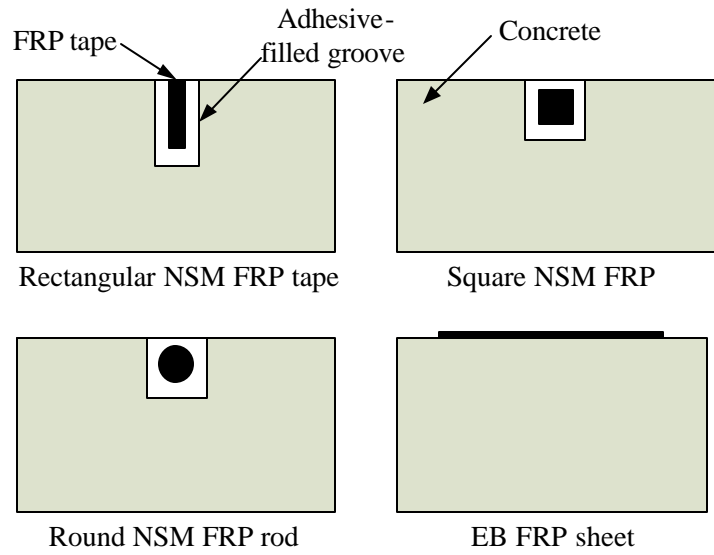 FRP tape
Adhesive-
filled groove
Concrete
Rectangular NSM FRP tape
Square NSM FRP
Round NSM FRP rod
EB FRP sheet